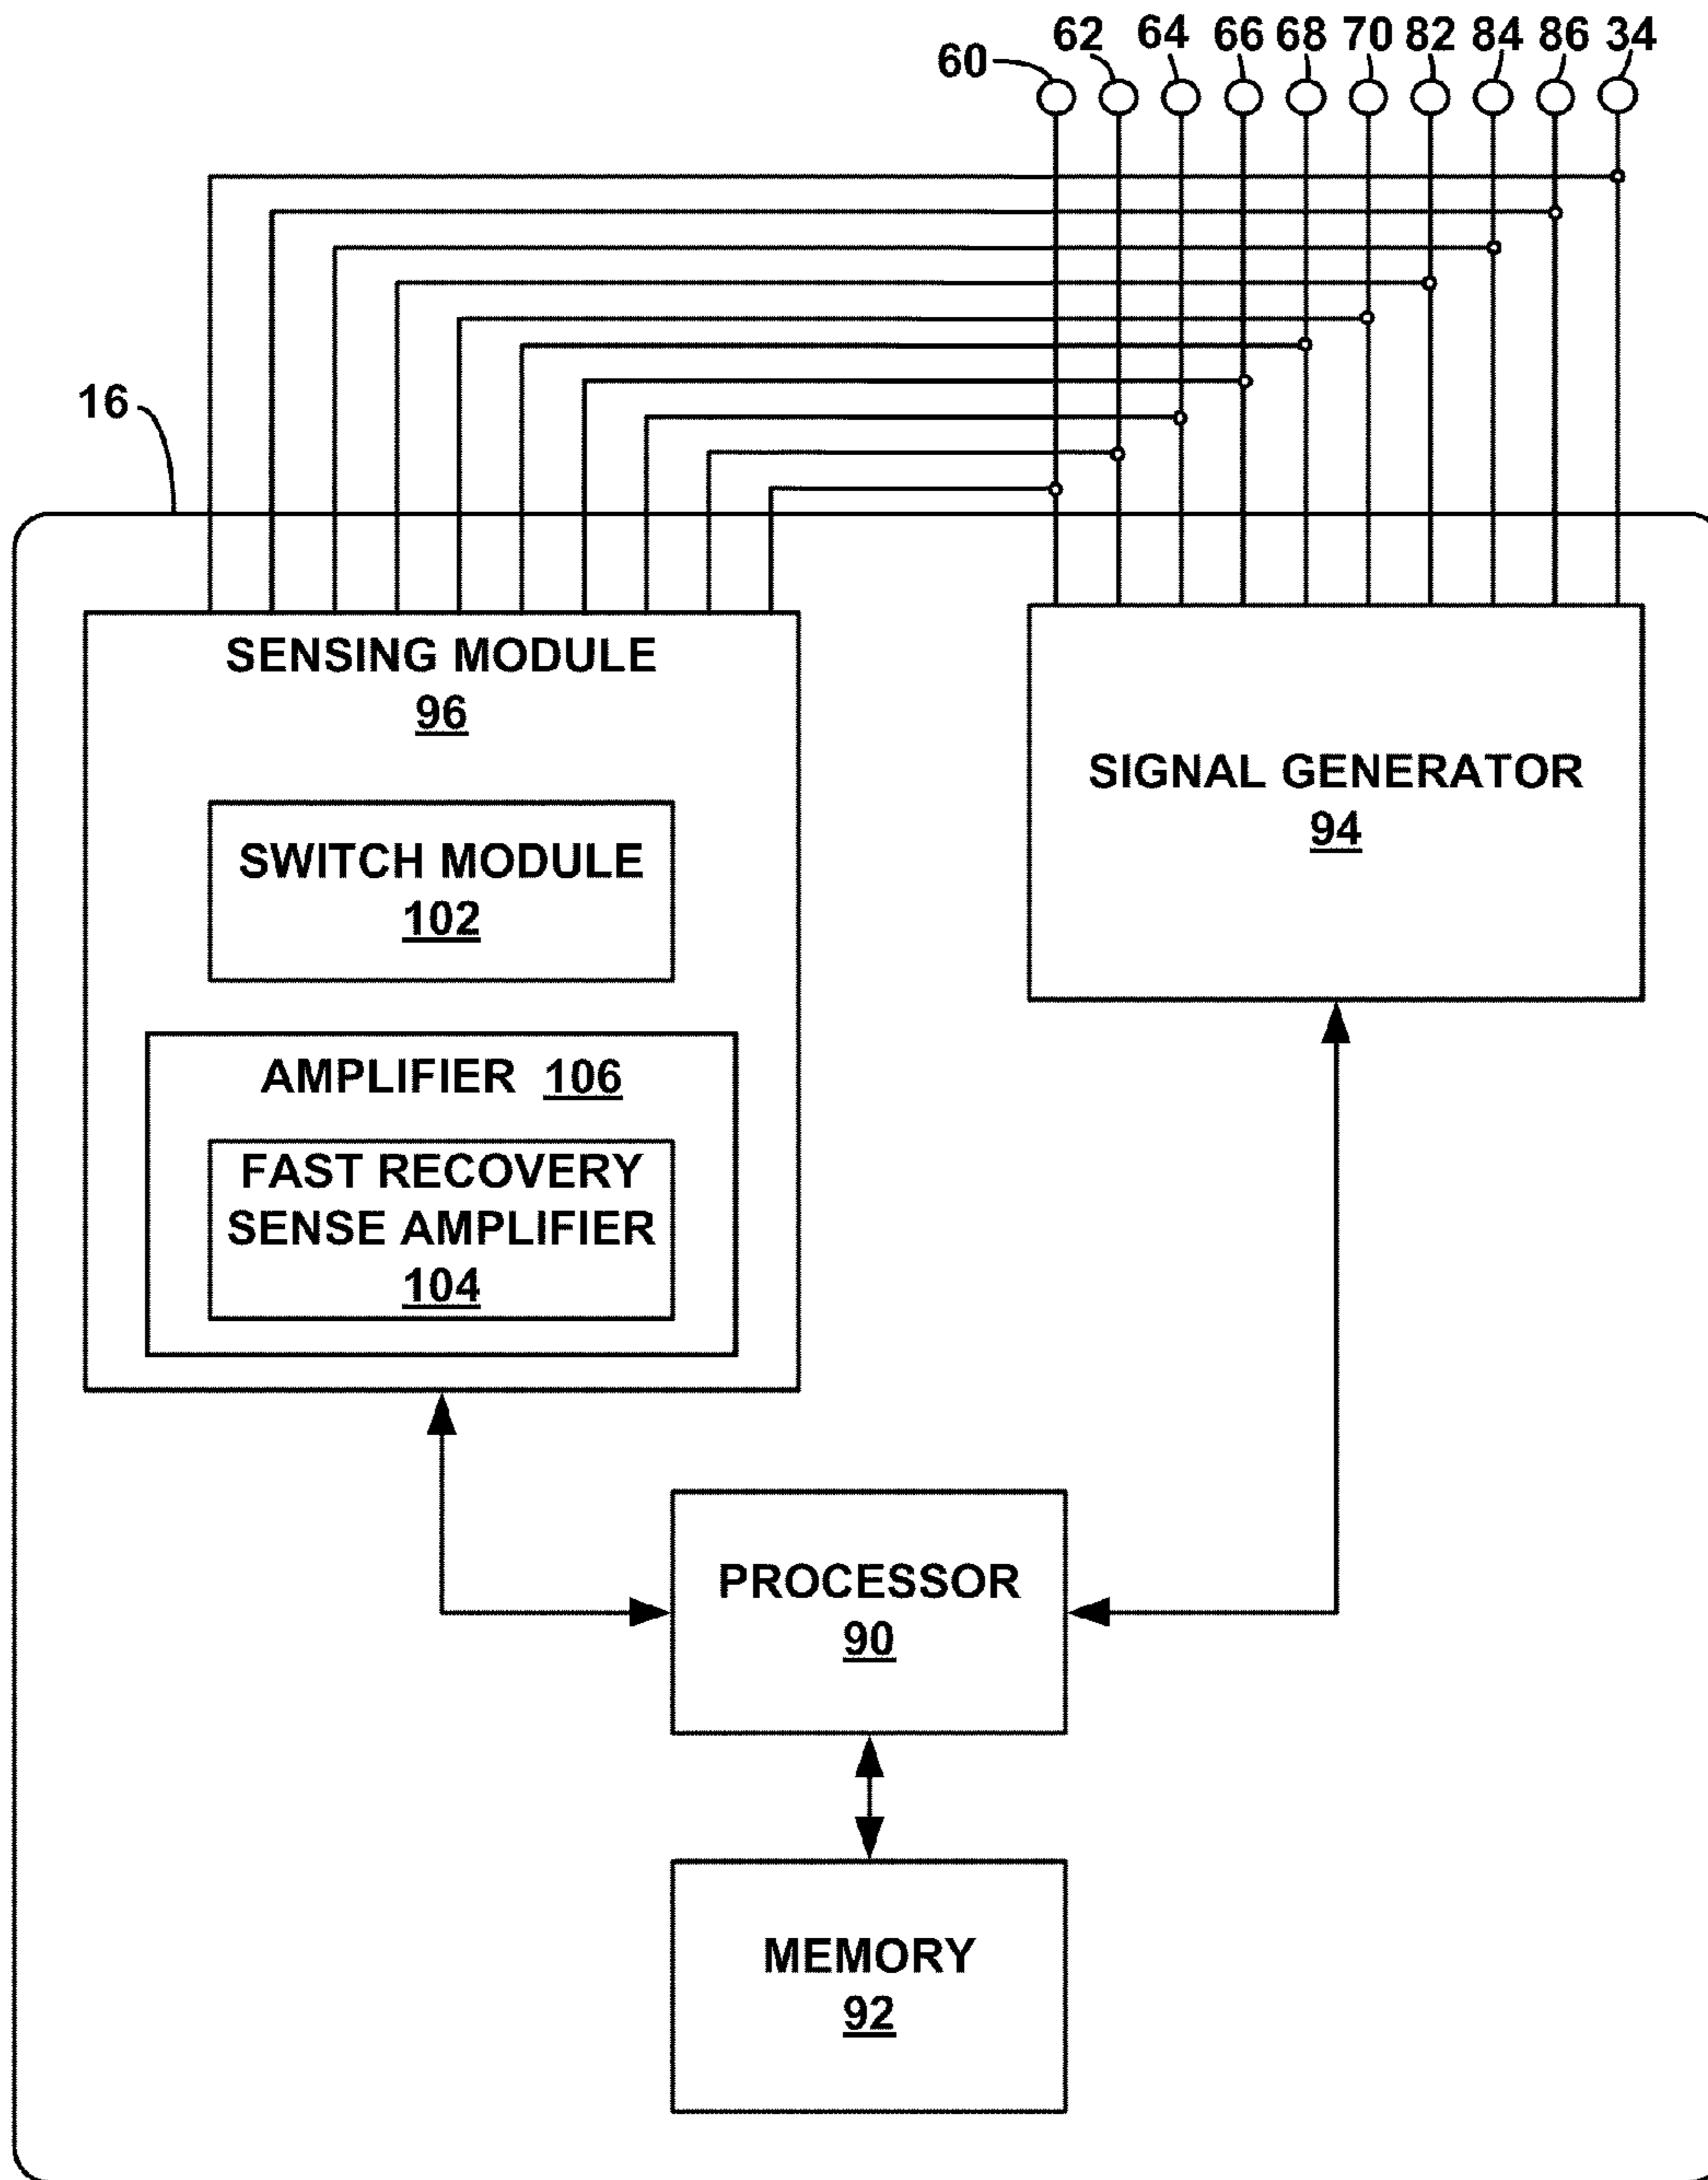 60 62 64 66 68 70 82 84 86 34
16
SENSING MODULE
96
SWITCH MODULE
102
AMPLIFIER 106
FAST RECOVERY
SENSE AMPLIFIER
104
SIGNAL GENERATOR
94
PROCESSOR
90
MEMORY
92